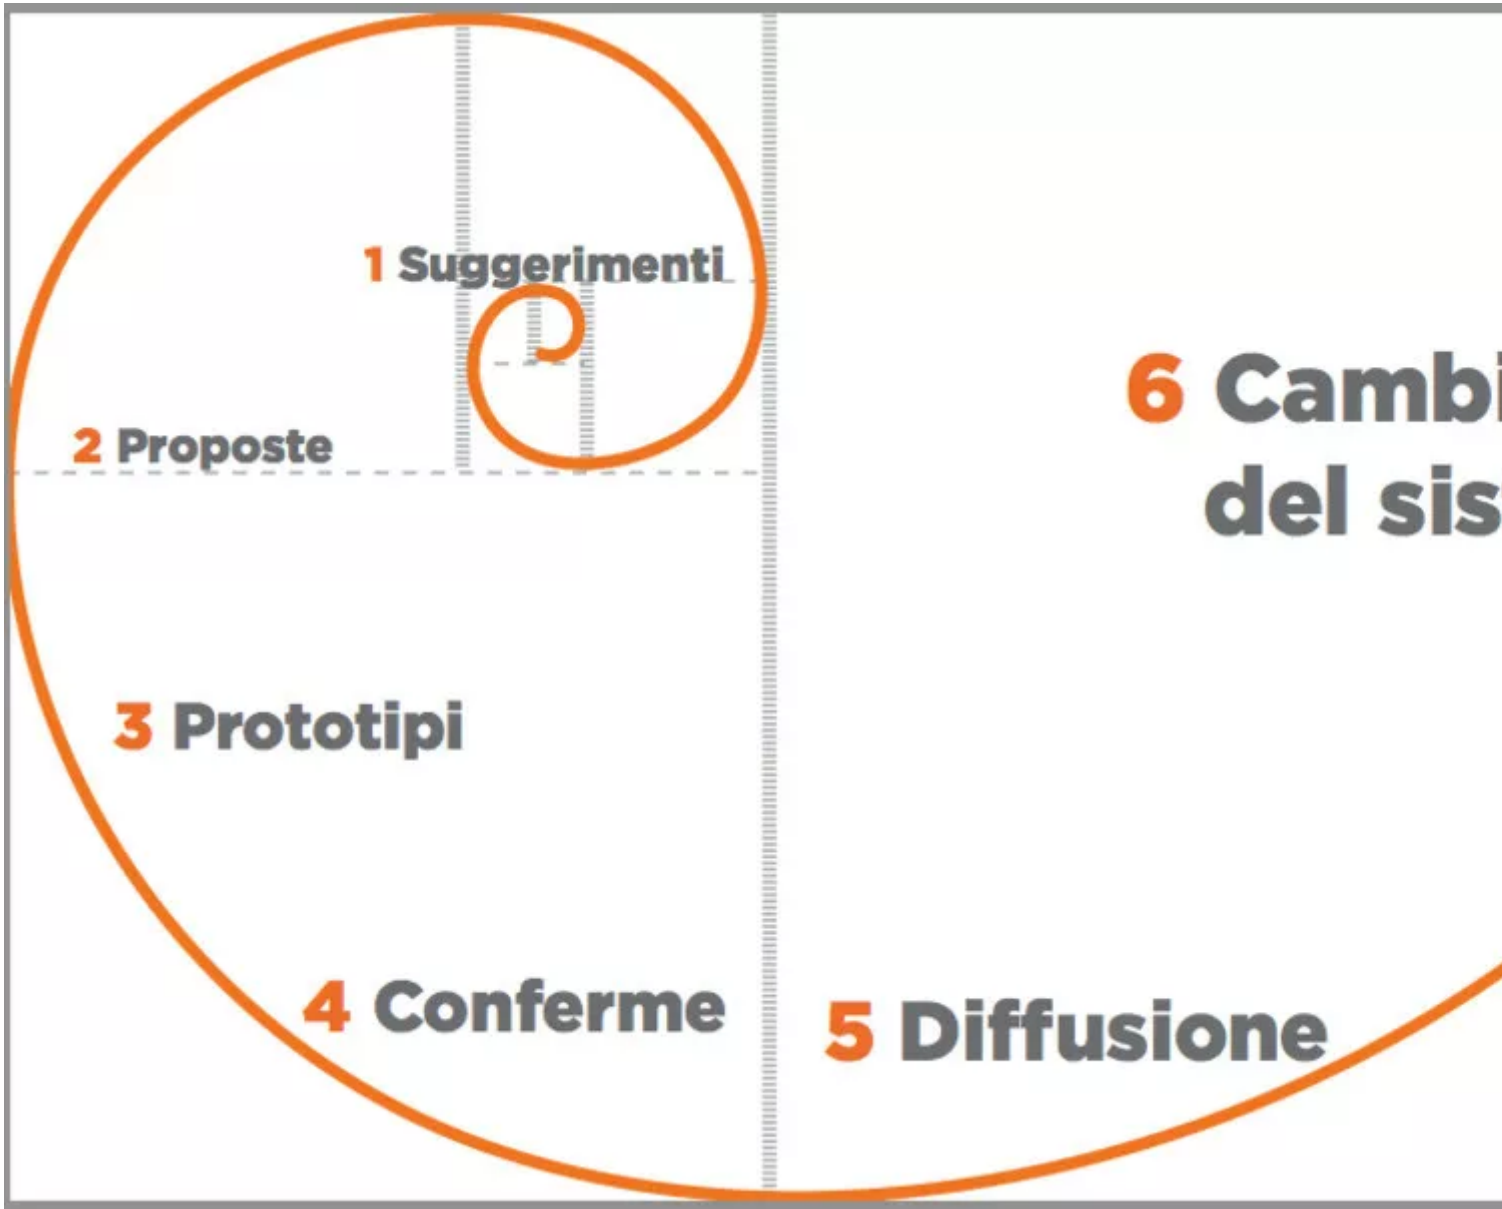 1 Suggerimenti
2 Proposte
3 Prototipi
4 Conferme
5 Diffusione
6 Cambi
del sis